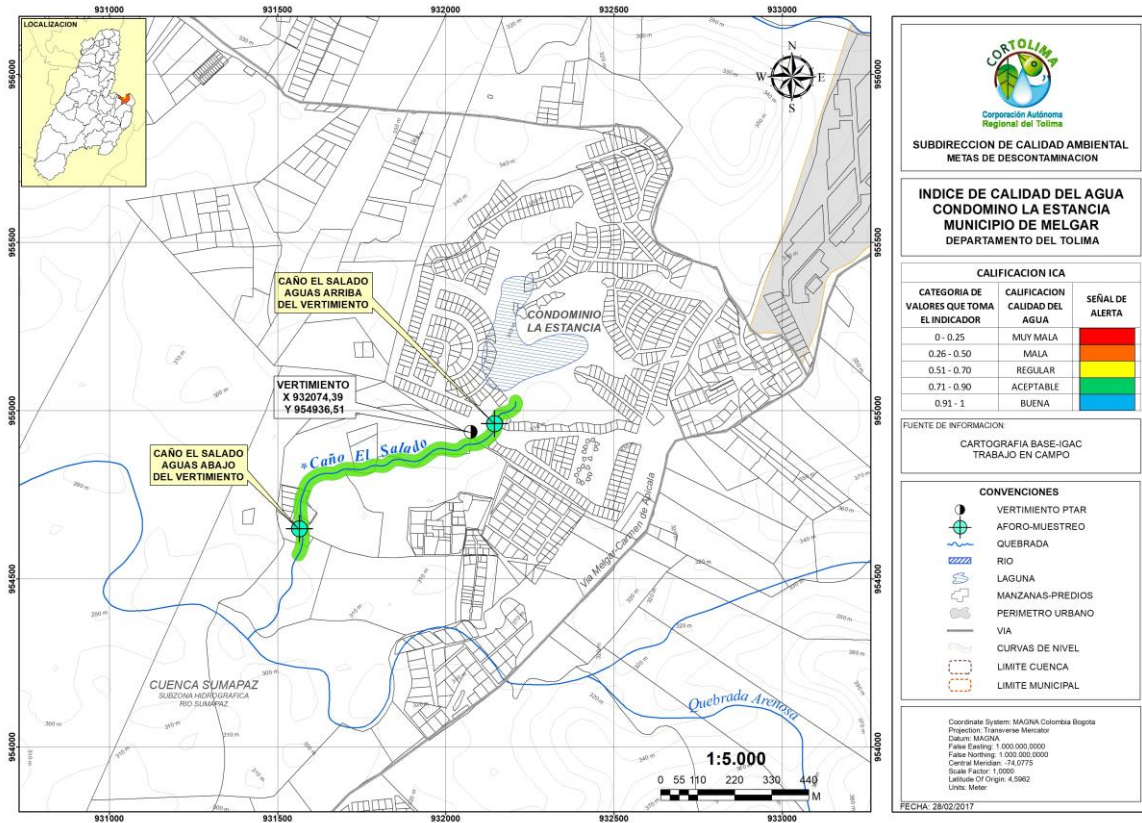 LOCALIZACION
931000
931500
932000
932500
933000
956000
955500
955000
954500
954000
N
W
E
S
CAÑO EL SALADO
AGUAS ARRIBA
DEL VERTIMIENTO
CONDOMINIO
LA ESTANCIA
VERTIMIENTO
X 932074,39
Y 954936,51
*Caño El Salado
CAÑO EL SALADO
AGUAS ABAJO
DEL VERTIMIENTO
Via Melgar-Carmen de Apicala
CUENCA SUMAPAZ
SUBZONA HIDROGRAFICA
RIO SUMAPAZ
Quebrada Arenosa
1:5.000
0 55 110 220 330 440
M
931000
931500
932000
932500
933000
956000
955500
955000
954500
954000
CORTOLIMA
Corporación Autónoma
Regional del Tolima
SUBDIRECCION DE CALIDAD AMBIENTAL
METAS DE DESCONTAMINACION
INDICE DE CALIDAD DEL AGUA
CONDOMINO LA ESTANCIA
MUNICIPIO DE MELGAR
DEPARTAMENTO DEL TOLIMA
CALIFICACION ICA
CATEGORIA DE VALORES QUE TOMA EL INDICADOR
CALIFICACION CALIDAD DEL AGUA
SEÑAL DE ALERTA
0 - 0.25 MUY MALA
0.26 - 0.50 MALA
0.51 - 0.70 REGULAR
0.71 - 0.90 ACEPTABLE
0.91 - 1 BUENA
FUENTE DE INFORMACION:
CARTOGRAFIA BASE-IGAC
TRABAJO EN CAMPO
CONVENCIONES
VERTIMIENTO PTAR
AFORO-MUESTREO
QUEBRADA
RIO
LAGUNA
MANZANAS-PREDIOS
PERIMETRO URBANO
VIA
CURVAS DE NIVEL
LIMITE CUENCA
LIMITE MUNICIPAL
Coordinate System: MAGNA Colombia Bogota
Projection: Transverse Mercator
Datum: MAGNA
False Easting: 1.000.000,0000
False Northing: 1.000.000,0000
Central Meridian: -74,0775
Scale Factor: 1,0000
Latitude Of Origin: 4,5962
Units: Meter
FECHA: 28/02/2017